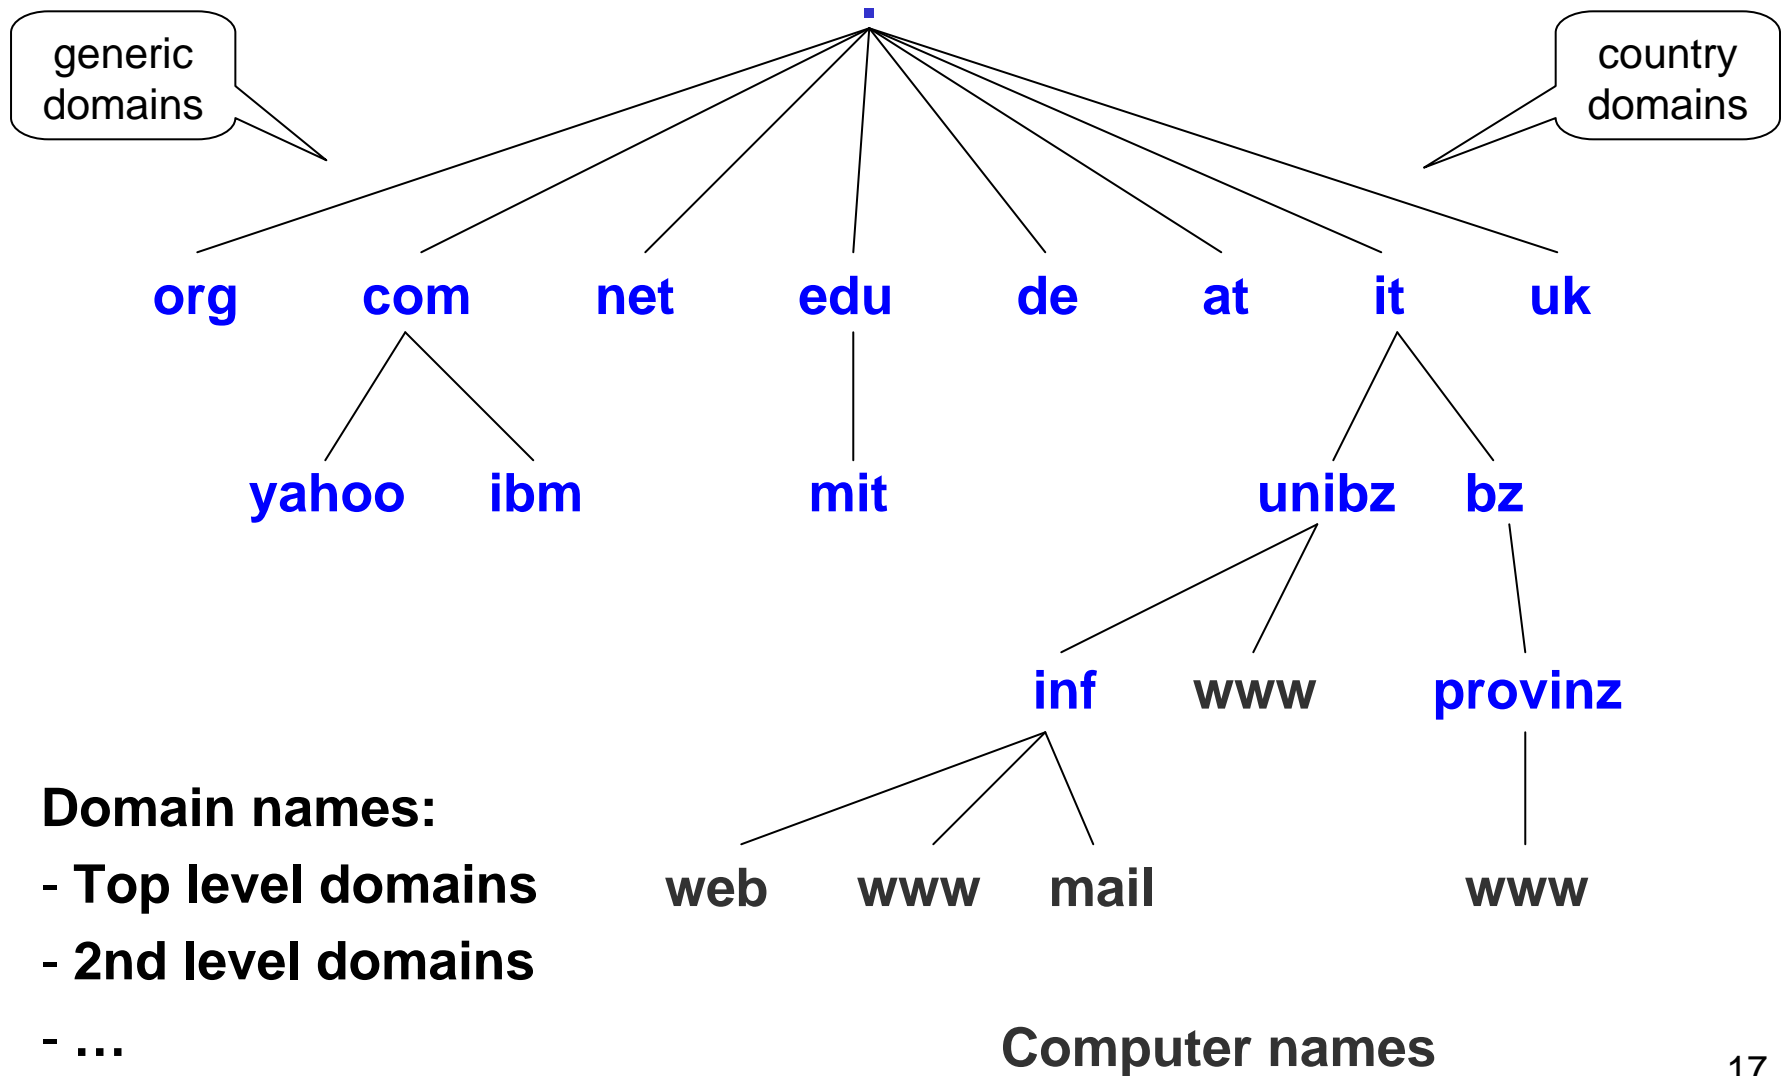 .
generic
domains
country
domains
org com net edu de at it uk
yahoo ibm mit unibz bz
inf www provinz
Domain names:
- Top level domains
web www mail www
- 2nd level domains
- …
Computer names
17